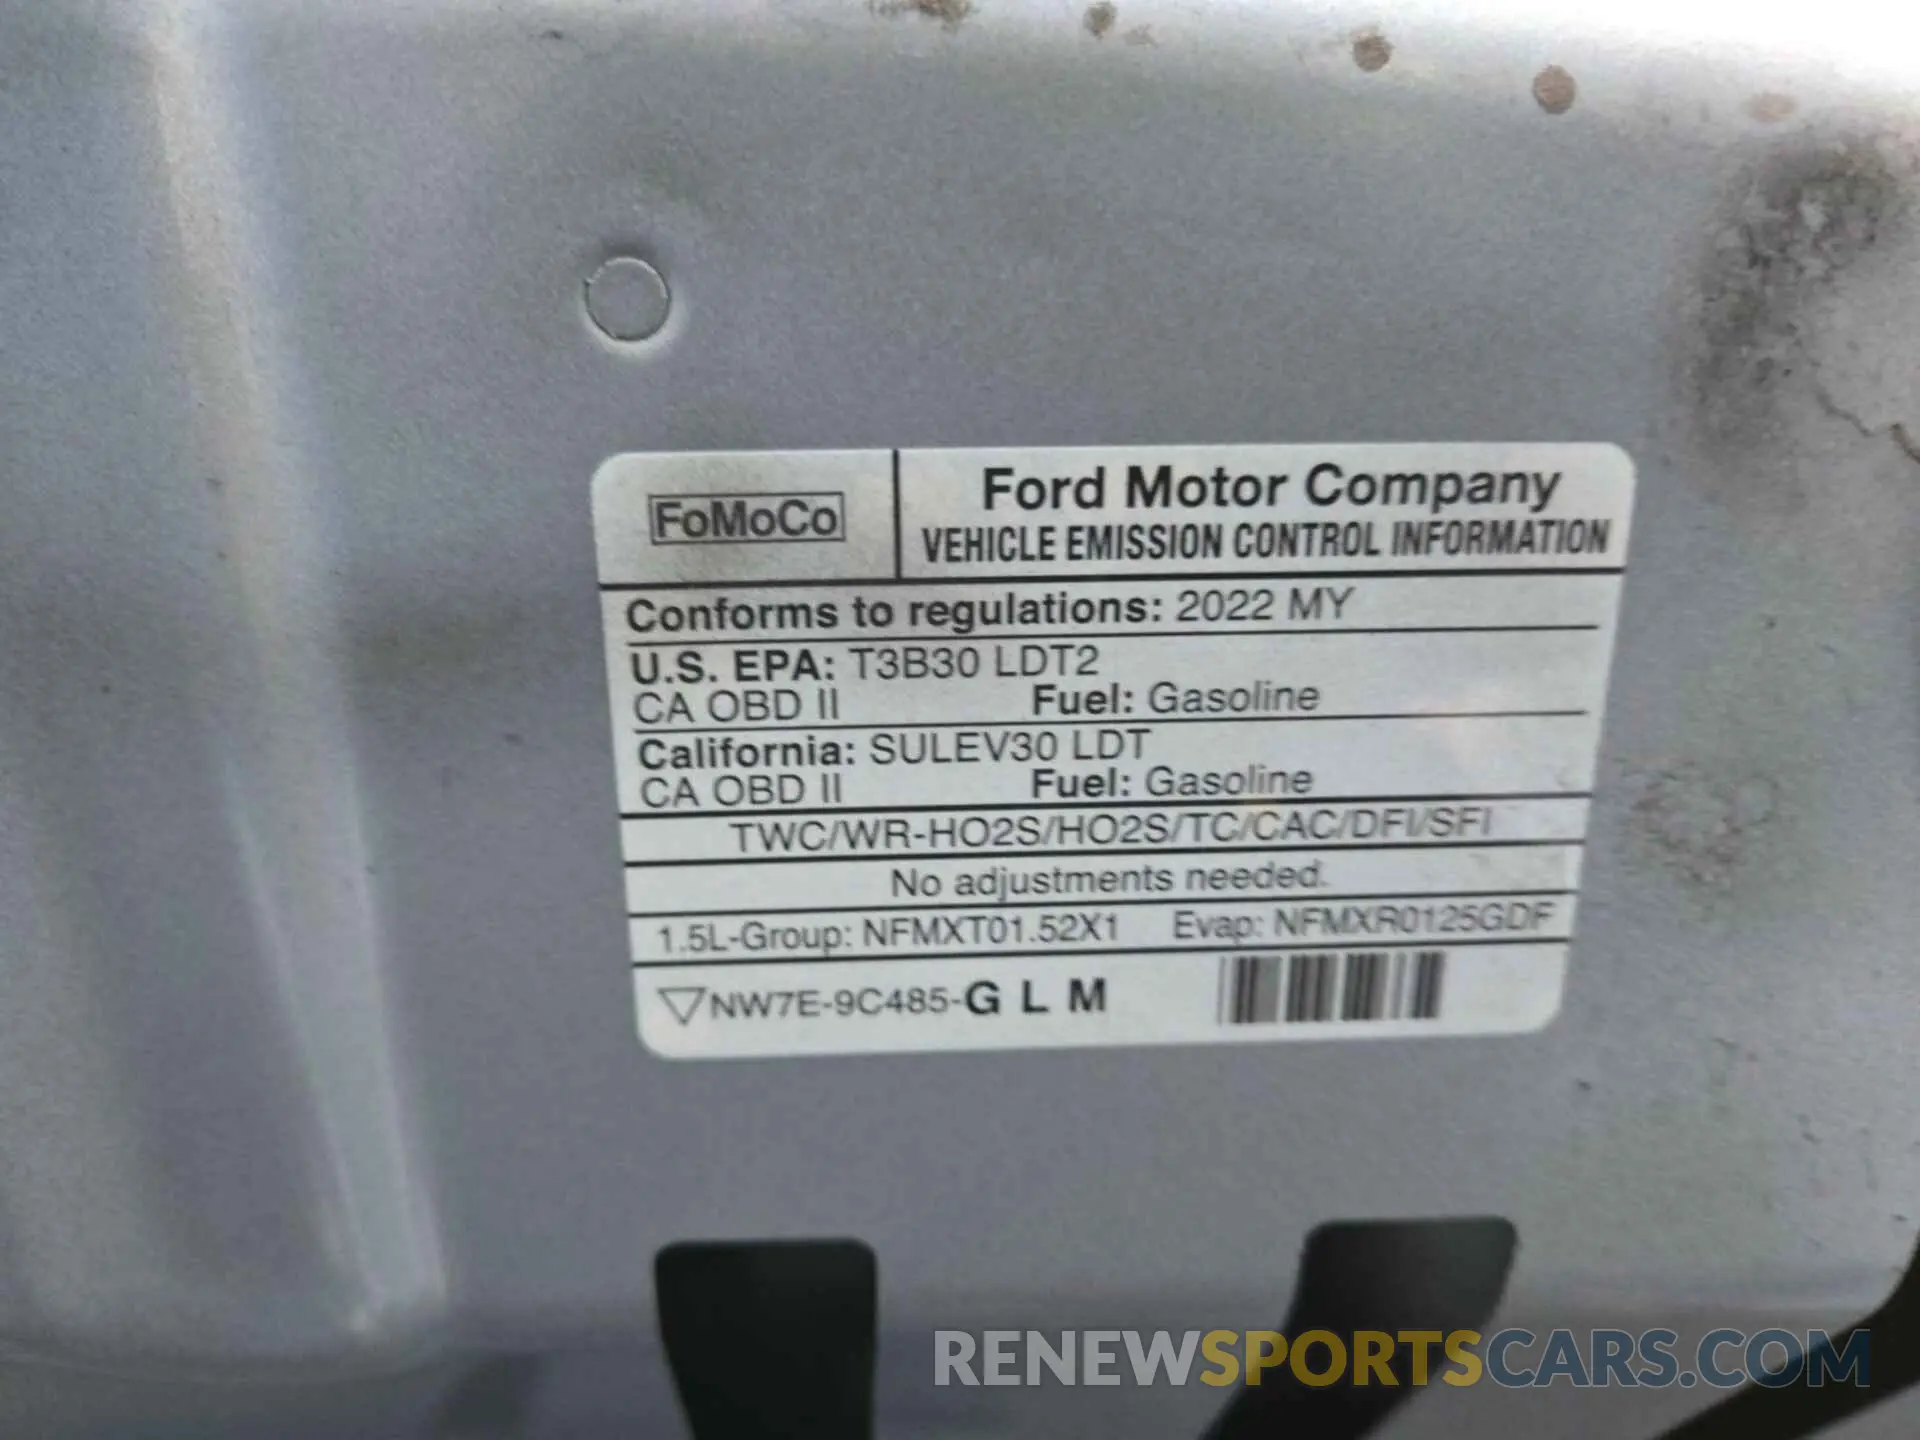 FoMoCo
Ford Motor Company
VEHICLE EMISSION CONTROL INFORMATION
Conforms to regulations: 2022 MY
U.S. EPA: T3B30 LDT2
CA OBD II Fuel: Gasoline
California: SULEV30 LDT
CA OBD II Fuel: Gasoline
TWC/WR-HO2S/HO2S/TC/CAC/DFI/SFI
No adjustments needed.
1.5L-Group: NFMXT01.52X1 Evap: NFMXR0125GDF
NW7E-9C485-G L M
RENEWSPORTSCARS.COM